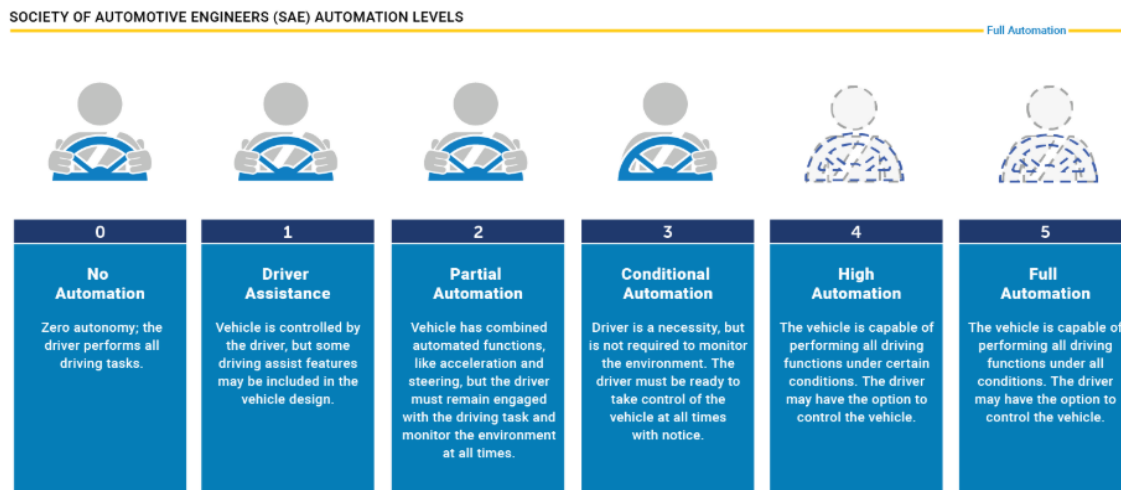 SOCIETY OF AUTOMOTIVE ENGINEERS (SAE) AUTOMATION LEVELS
Full Automation
0
No
Automation
Zero autonomy; the
driver performs all
driving tasks.
1
Driver
Assistance
Vehicle is controlled by
the driver, but some
driving assist features
may be included in the
vehicle design.
2
Partial
Automation
Vehicle has combined
automated functions,
like acceleration and
steering, but the driver
must remain engaged
with the driving task and
monitor the environment
at all times.
3
Conditional
Automation
Driver is a necessity, but
is not required to monitor
the environment. The
driver must be ready to
take control of the
vehicle at all times
with notice.
4
High
Automation
The vehicle is capable of
performing all driving
functions under certain
conditions. The driver
may have the option to
control the vehicle.
5
Full
Automation
The vehicle is capable of
performing all driving
functions under all
conditions. The driver
may have the option to
control the vehicle.